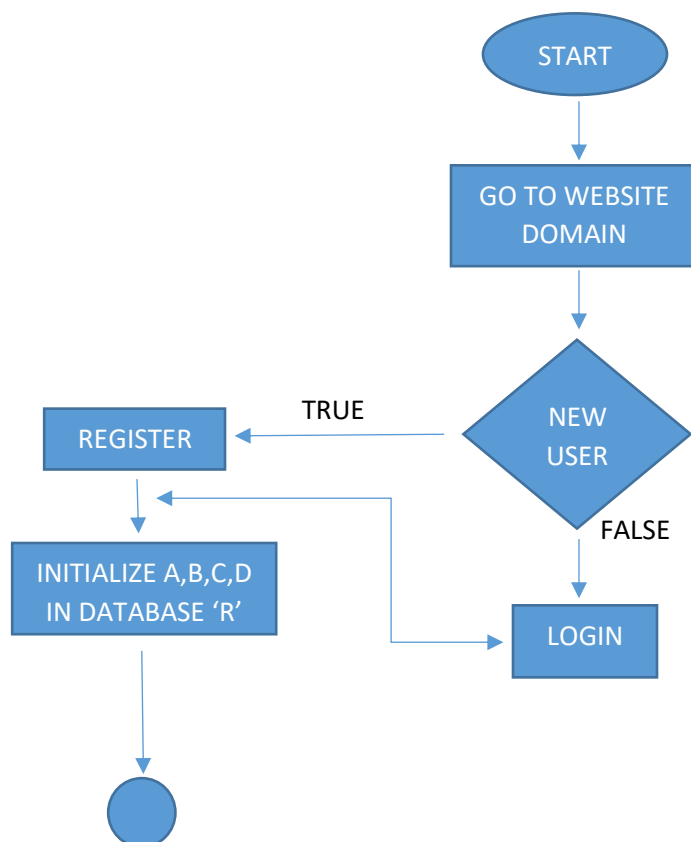 START
GO TO WEBSITE
DOMAIN
TRUE
NEW
USER
REGISTER
FALSE
INITIALIZE A,B,C,D
IN DATABASE ‘R’
LOGIN